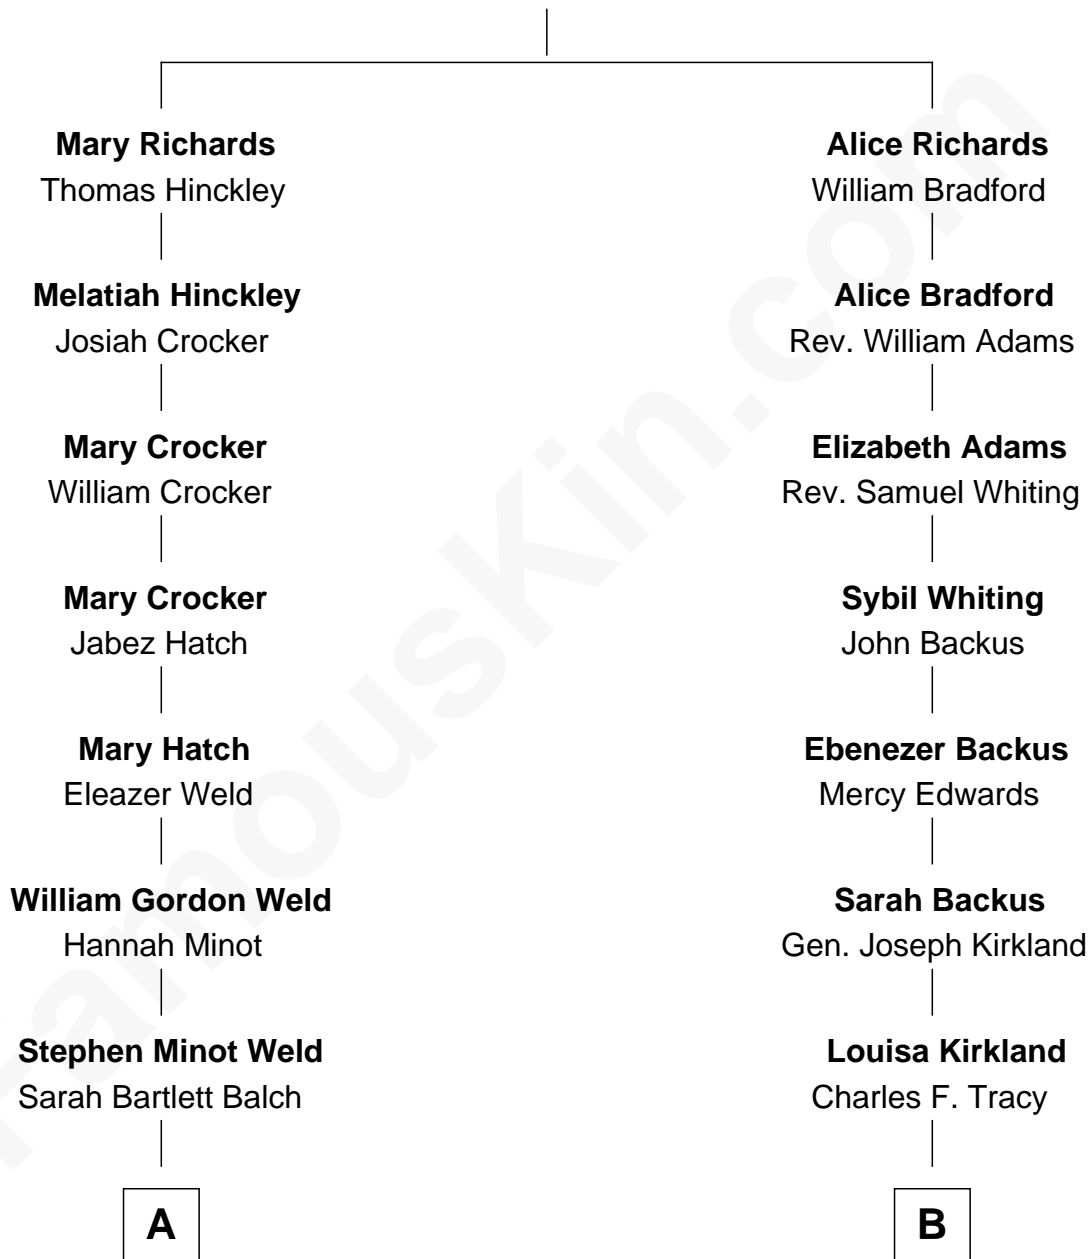 Mary Richards
Thomas Hinckley
Alice Richards
William Bradford
Melatiah Hinckley
Josiah Crocker
Alice Bradford
Rev. William Adams
Mary Crocker
William Crocker
Elizabeth Adams
Rev. Samuel Whiting
Mary Crocker
Jabez Hatch
Sybil Whiting
John Backus
Mary Hatch
Eleazer Weld
Ebenezer Backus
Mercy Edwards
William Gordon Weld
Hannah Minot
Sarah Backus
Gen. Joseph Kirkland
Stephen Minot Weld
Sarah Bartlett Balch
Louisa Kirkland
Charles F. Tracy
A
B
FamousKin.com